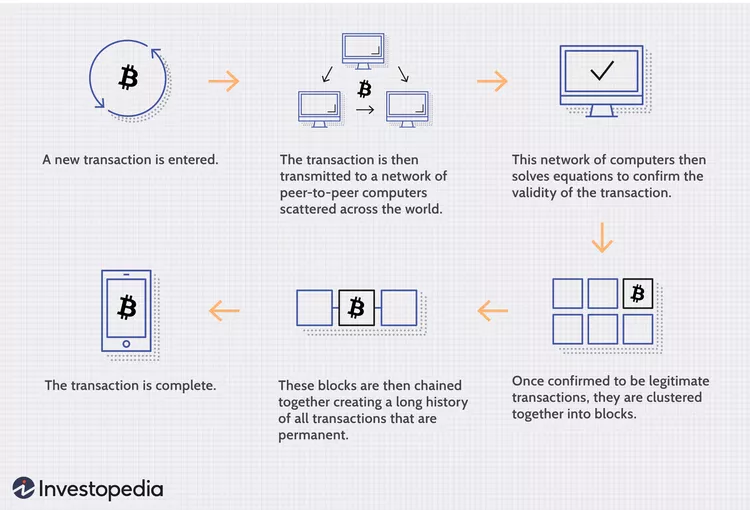 A new transaction is entered.
The transaction is then
transmitted to a network of
peer-to-peer computers
scattered across the world.
This network of computers then
solves equations to confirm the
validity of the transaction.
Once confirmed to be legitimate
transactions, they are clustered
together into blocks.
These blocks are then chained
together creating a long history
of all transactions that are
permanent.
The transaction is complete.
Investopedia